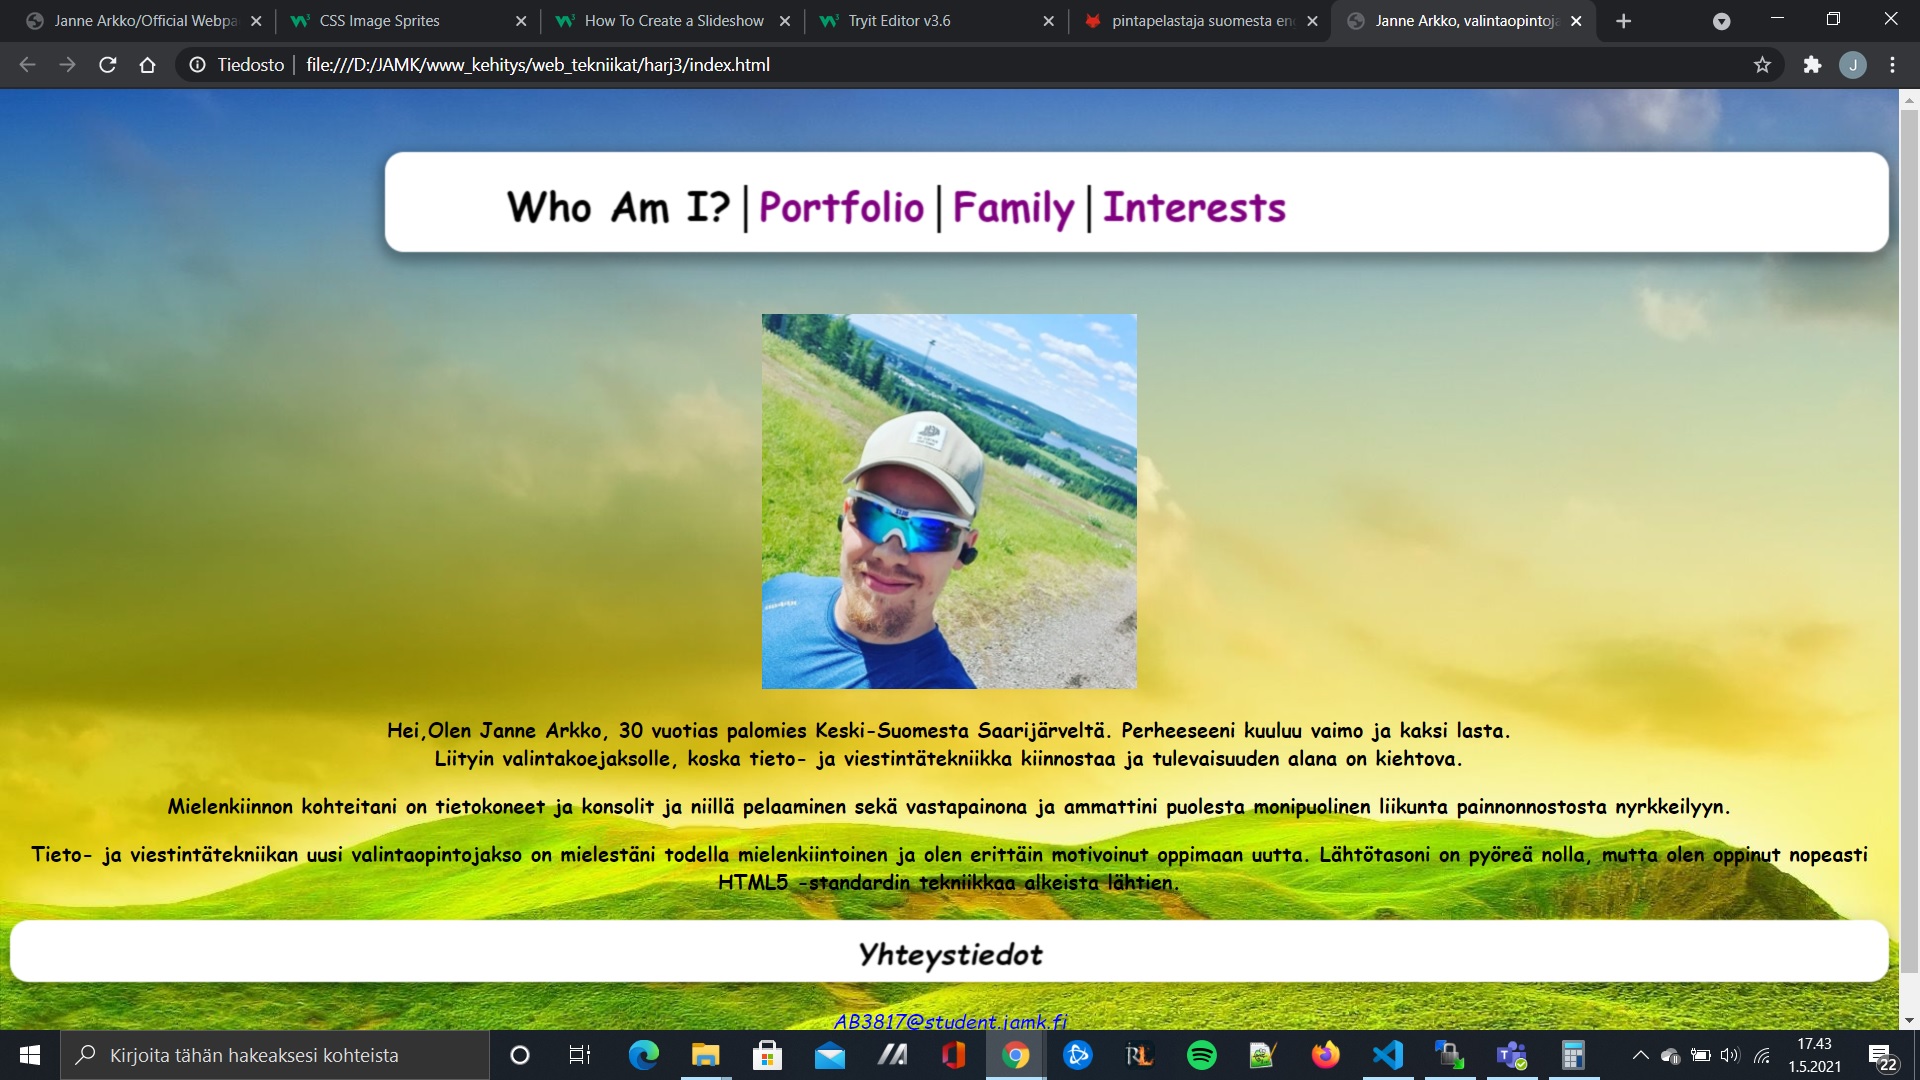 Janne Arkko/Official Webpa
CSS Image Sprites
How To Create a Slideshow
Tryit Editor v3.6
pintapelastaja suomesta en
Janne Arkko, valintaopintoja
Tiedosto | file:///D:/JAMK/www_kehitys/web_tekniikat/harj3/index.html
J
Who Am I? | Portfolio | Family | Interests
Hei,Olen Janne Arkko, 30 vuotias palomies Keski-Suomesta Saarijärveltä. Perheeseeni kuuluu vaimo ja kaksi lasta.
Liityin valintakoejaksolle, koska tieto- ja viestintätekniikka kiinnostaa ja tulevaisuuden alana on kiehtova.
Mielenkiinnon kohteitani on tietokoneet ja konsolit ja niillä pelaaminen sekä vastapainona ja ammattini puolesta monipuolinen liikunta painnonnostosta nyrkkeilyyn.
Tieto- ja viestintätekniikan uusi valintaopintojakso on mielestäni todella mielenkiintoinen ja olen erittäin motivoinut oppimaan uutta. Lähtötasoni on pyöreä nolla, mutta olen oppinut nopeasti
HTML5 -standardin tekniikkaa alkeista lähtien.
Yhteystiedot
AB3817@student.jamk.fi
Kirjoita tähän hakeaksesi kohteista
17.43
1.5.2021
22